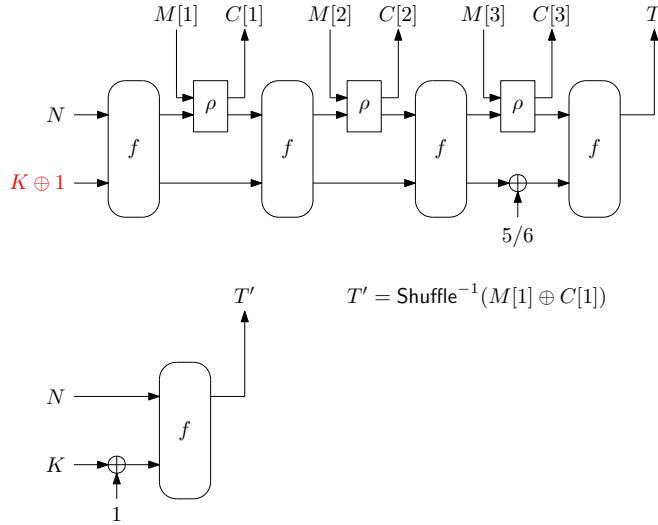 M[1] C[1] M[2] C[2] M[3] C[3] T
ρ ρ ρ
N
f f f f
K ⊕ 1
5/6
T′ T′ = Shuffle⁻¹(M[1] ⊕ C[1])
N
f
K
1